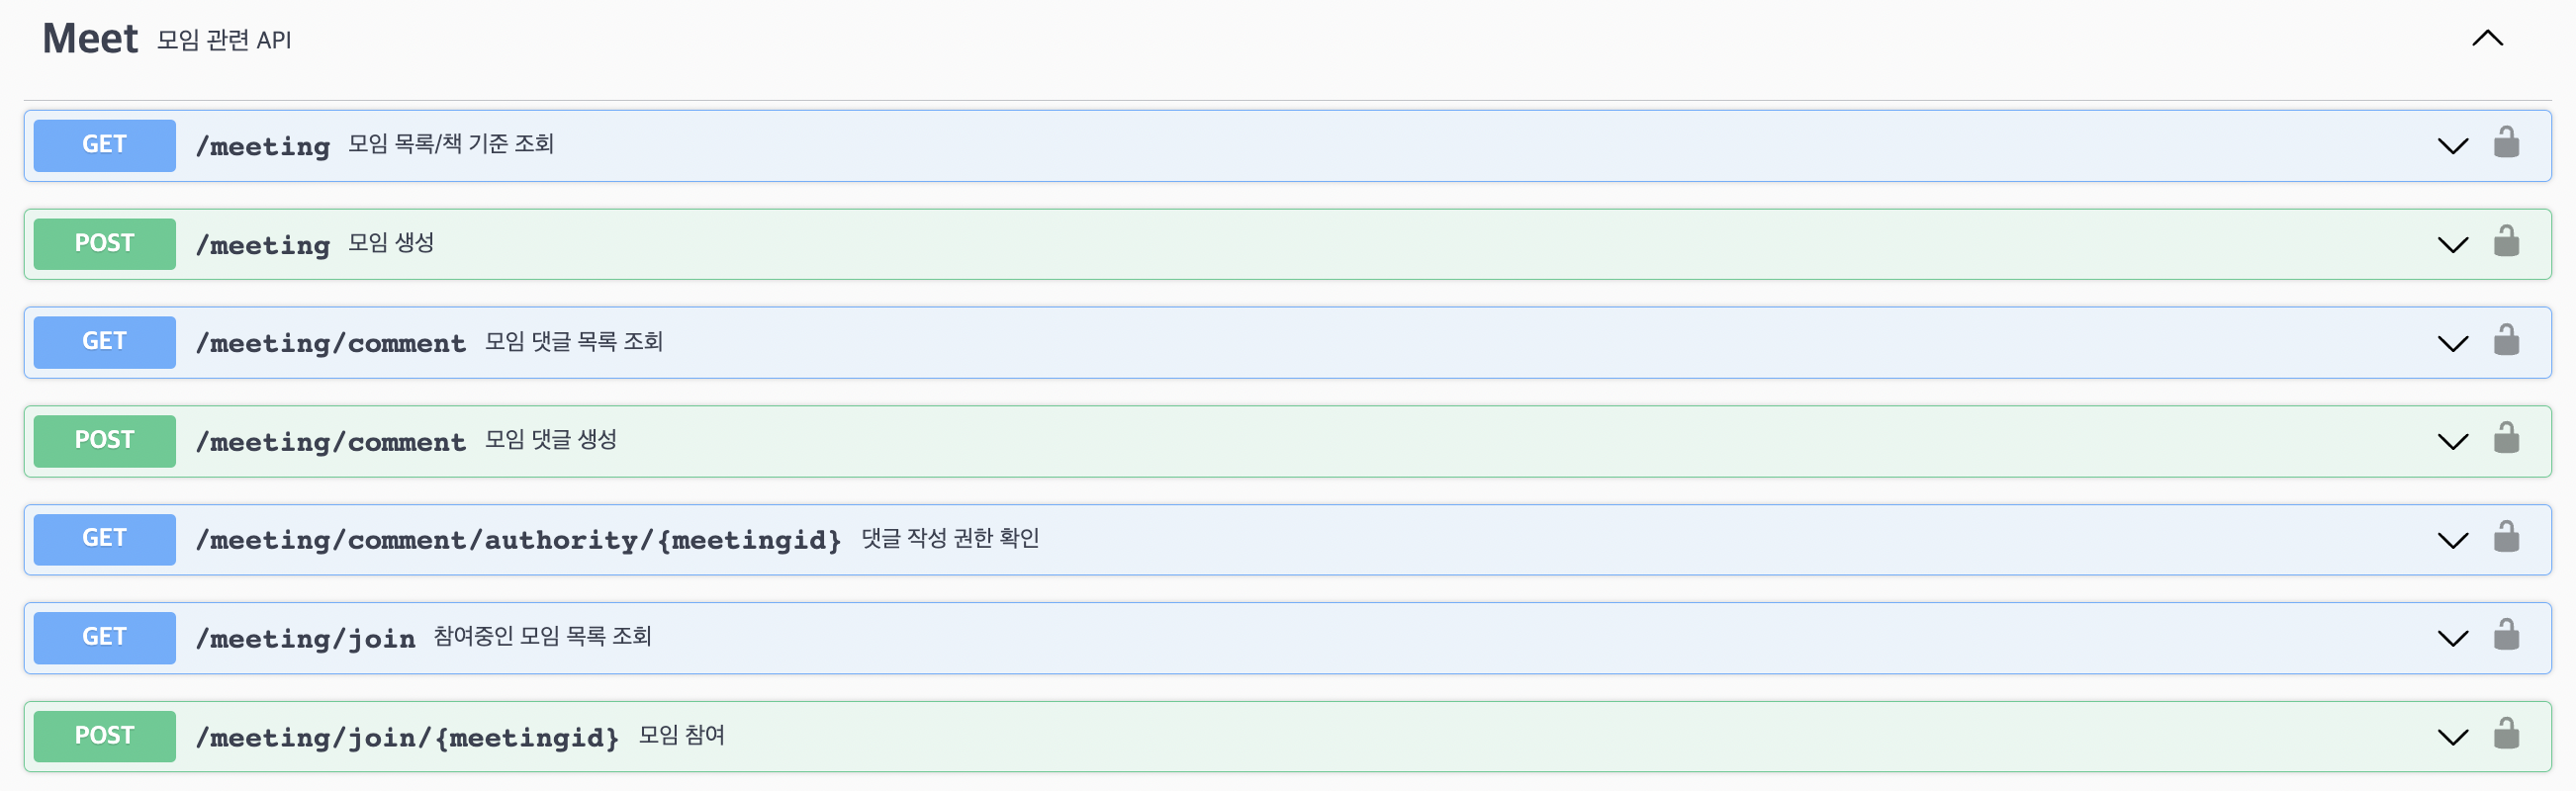 Meet 모임 관련 API
GET /meeting 모임 목록/책 기준 조회
POST /meeting 모임 생성
GET /meeting/comment 모임 댓글 목록 조회
POST /meeting/comment 모임 댓글 생성
GET /meeting/comment/authority/{meetingid} 댓글 작성 권한 확인
GET /meeting/join 참여중인 모임 목록 조회
POST /meeting/join/{meetingid} 모임 참여